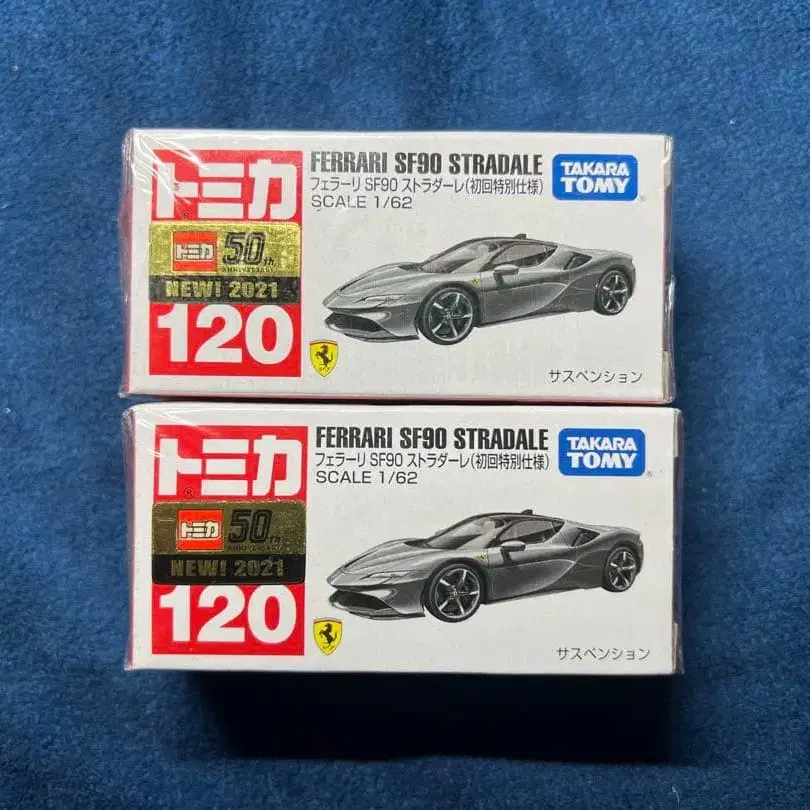 トミカ
FERRARI SF90 STRADALE
フェラーリ SF90 ストラダーレ(初回特別仕様)
SCALE 1/62
TAKARA
TOMY
トミカ 50th
ANNIVERSARY
NEW! 2021
120
サスペンション
トミカ
FERRARI SF90 STRADALE
フェラーリ SF90 ストラダーレ(初回特別仕様)
SCALE 1/62
TAKARA
TOMY
トミカ 50th
ANNIVERSARY
NEW! 2021
120
サスペンション